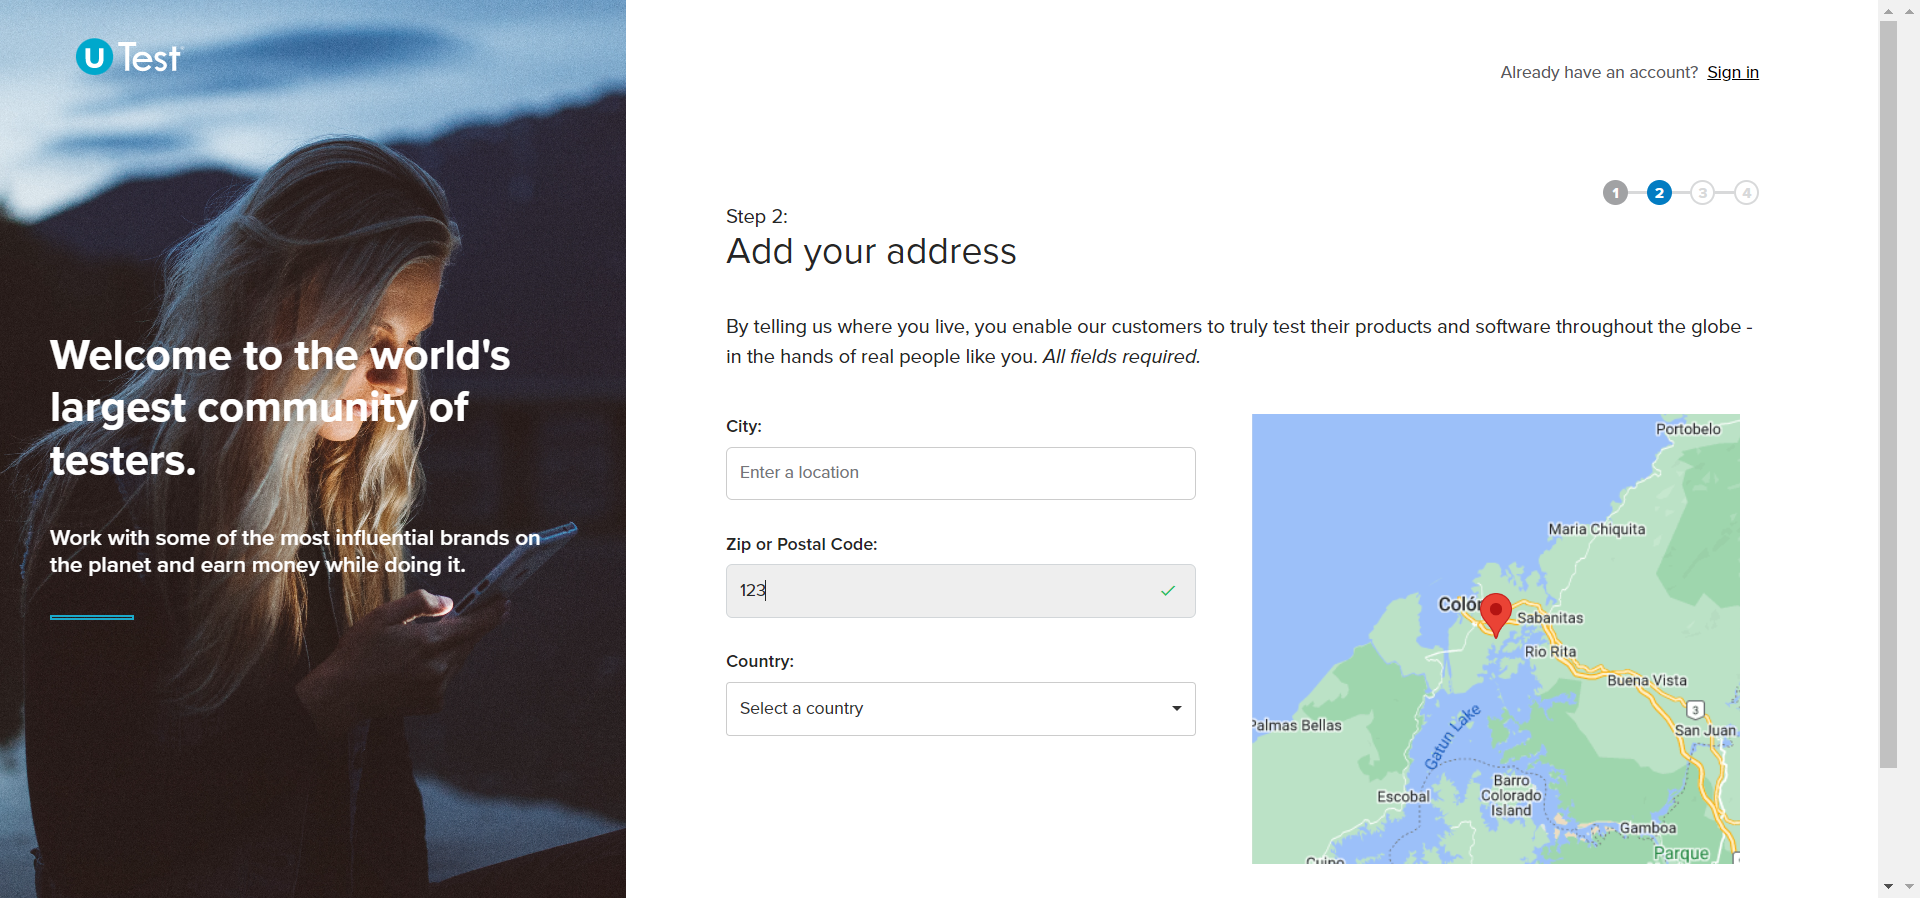 U Test
Welcome to the world's
largest community of
testers.
Work with some of the most influential brands on
the planet and earn money while doing it.
Already have an account? Sign in
1 2 3 4
Step 2:
Add your address
By telling us where you live, you enable our customers to truly test their products and software throughout the globe -
in the hands of real people like you. All fields required.
City:
Enter a location
Zip or Postal Code:
123
Country:
Select a country
Portobelo
Maria Chiquita
Sabanitas
Rio Rita
Buena Vista
3
San Juan
Palmas Bellas
Gatun Lake
Barro
Colorado
Island
Escobal
Gamboa
Parque